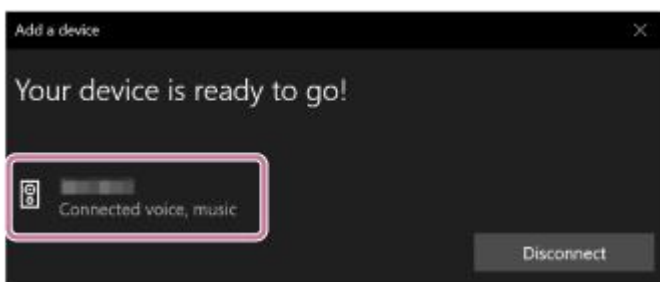 Add a device
Your device is ready to go!
Connected voice, music
Disconnect